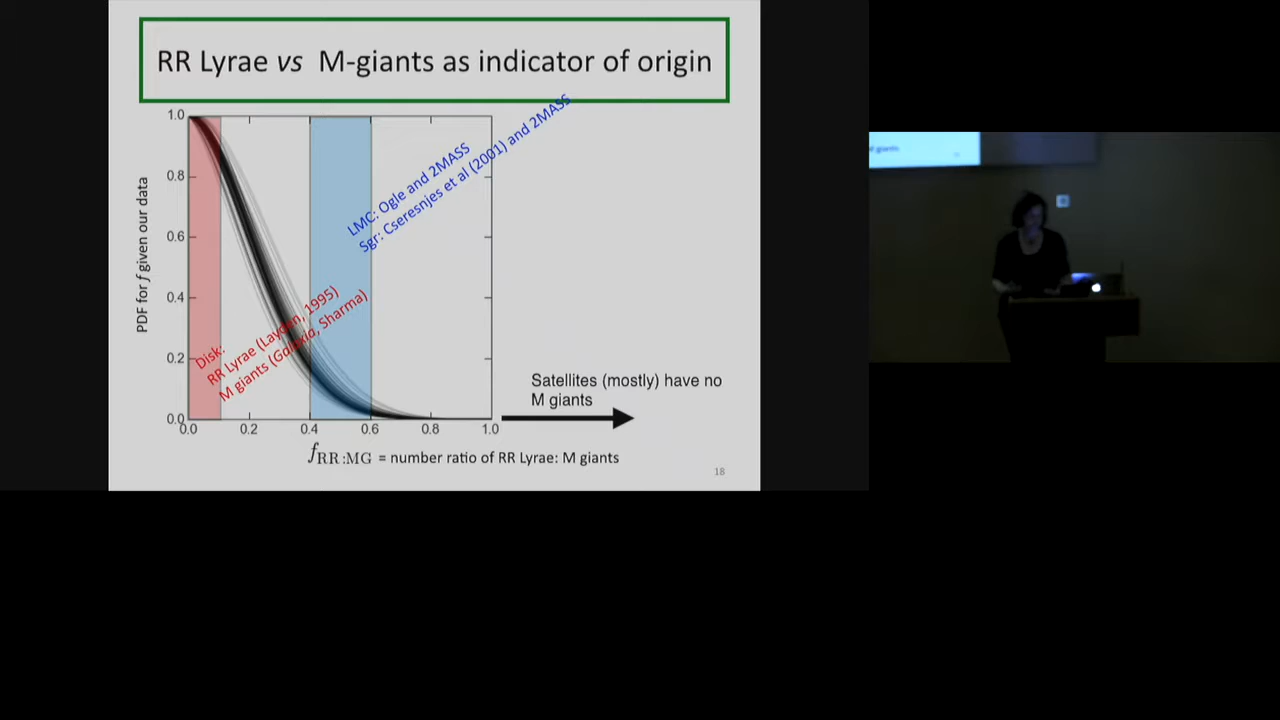 RR Lyrae vs M-giants as indicator of origin
PDF for f given our data
1.0
0.8
0.6
0.4
0.2
0.0
0.0 0.2 0.4 0.6 0.8 1.0
LMC: Ogle and 2MASS
Sgr: Cseresnjes et al (2001) and 2MASS
Disk:
RR Lyrae (Layden, 1995)
M giants (Galaxia, Sharma)
Satellites (mostly) have no
M giants
fRR:MG = number ratio of RR Lyrae: M giants
18
giants